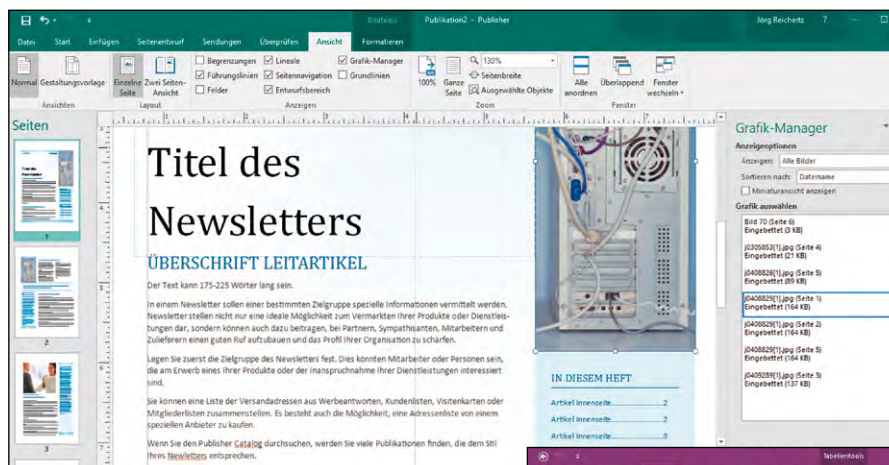 Bildtools
Publikation2 - Publisher
Jörg Reichertz ?
Datei Start Einfügen Seitenentwurf Sendungen Überprüfen Ansicht Formatieren
Normal Gestaltungsvorlage
Ansichten
Einzelne Seite
Zwei Seiten-Ansicht
Layout
Begrenzungen Lineale Grafik-Manager
Führungslinien Seitennavigation Grundlinien
Felder Entwurfsbereich
Anzeigen
100% Ganze Seite
130%
Seitenbreite
Ausgewählte Objekte
Zoom
Alle anordnen
Überlappend
Fenster wechseln
Fenster
Seiten
1
2
3
Titel des
Newsletters
ÜBERSCHRIFT LEITARTIKEL
Der Text kann 175-225 Wörter lang sein.
In einem Newsletter sollen einer bestimmten Zielgruppe spezielle Informationen vermittelt werden.
Newsletter stellen nicht nur eine ideale Möglichkeit zum Vermarkten Ihrer Produkte oder Dienstleis-
tungen dar, sondern können auch dazu beitragen, bei Partnern, Sympathisanten, Mitarbeitern und
Zulieferern einen guten Ruf aufzubauen und das Profil Ihrer Organisation zu schärfen.
Legen Sie zuerst die Zielgruppe des Newsletters fest. Dies könnten Mitarbeiter oder Personen sein,
die am Erwerb eines Ihrer Produkte oder der Inanspruchnahme Ihrer Dienstleistungen interessiert
sind.
Sie können eine Liste der Versandadressen aus Werbeantworten, Kundenlisten, Visitenkarten oder
Mitgliederlisten zusammenstellen. Es besteht auch die Möglichkeit, eine Adressenliste von einem
speziellen Anbieter zu kaufen.
Wenn Sie den Publisher Catalog durchsuchen, werden Sie viele Publikationen finden, die dem Stil
Ihres Newletters entsprechen.
IN DIESEM HEFT
Artikel Innenseite 2
Artikel Innenseite 2
Artikel Innenseite 3
Grafik-Manager
Anzeigeoptionen
Anzeigen: Alle Bilder
Sortieren nach: Dateiname
Miniaturansicht anzeigen
Grafik auswählen
Bild 70 (Seite 6)
Eingebettet (3 KB)
j0305853[1].jpg (Seite 4)
Eingebettet (21 KB)
j0408826[1].jpg (Seite 5)
Eingebettet (89 KB)
j0408829[1].jpg (Seite 1)
Eingebettet (164 KB)
j0408829[1].jpg (Seite 2)
Eingebettet (164 KB)
j0408829[1].jpg (Seite 5)
Eingebettet (164 KB)
j0409289[1].jpg (Seite 3)
Eingebettet (137 KB)
Tabellentools